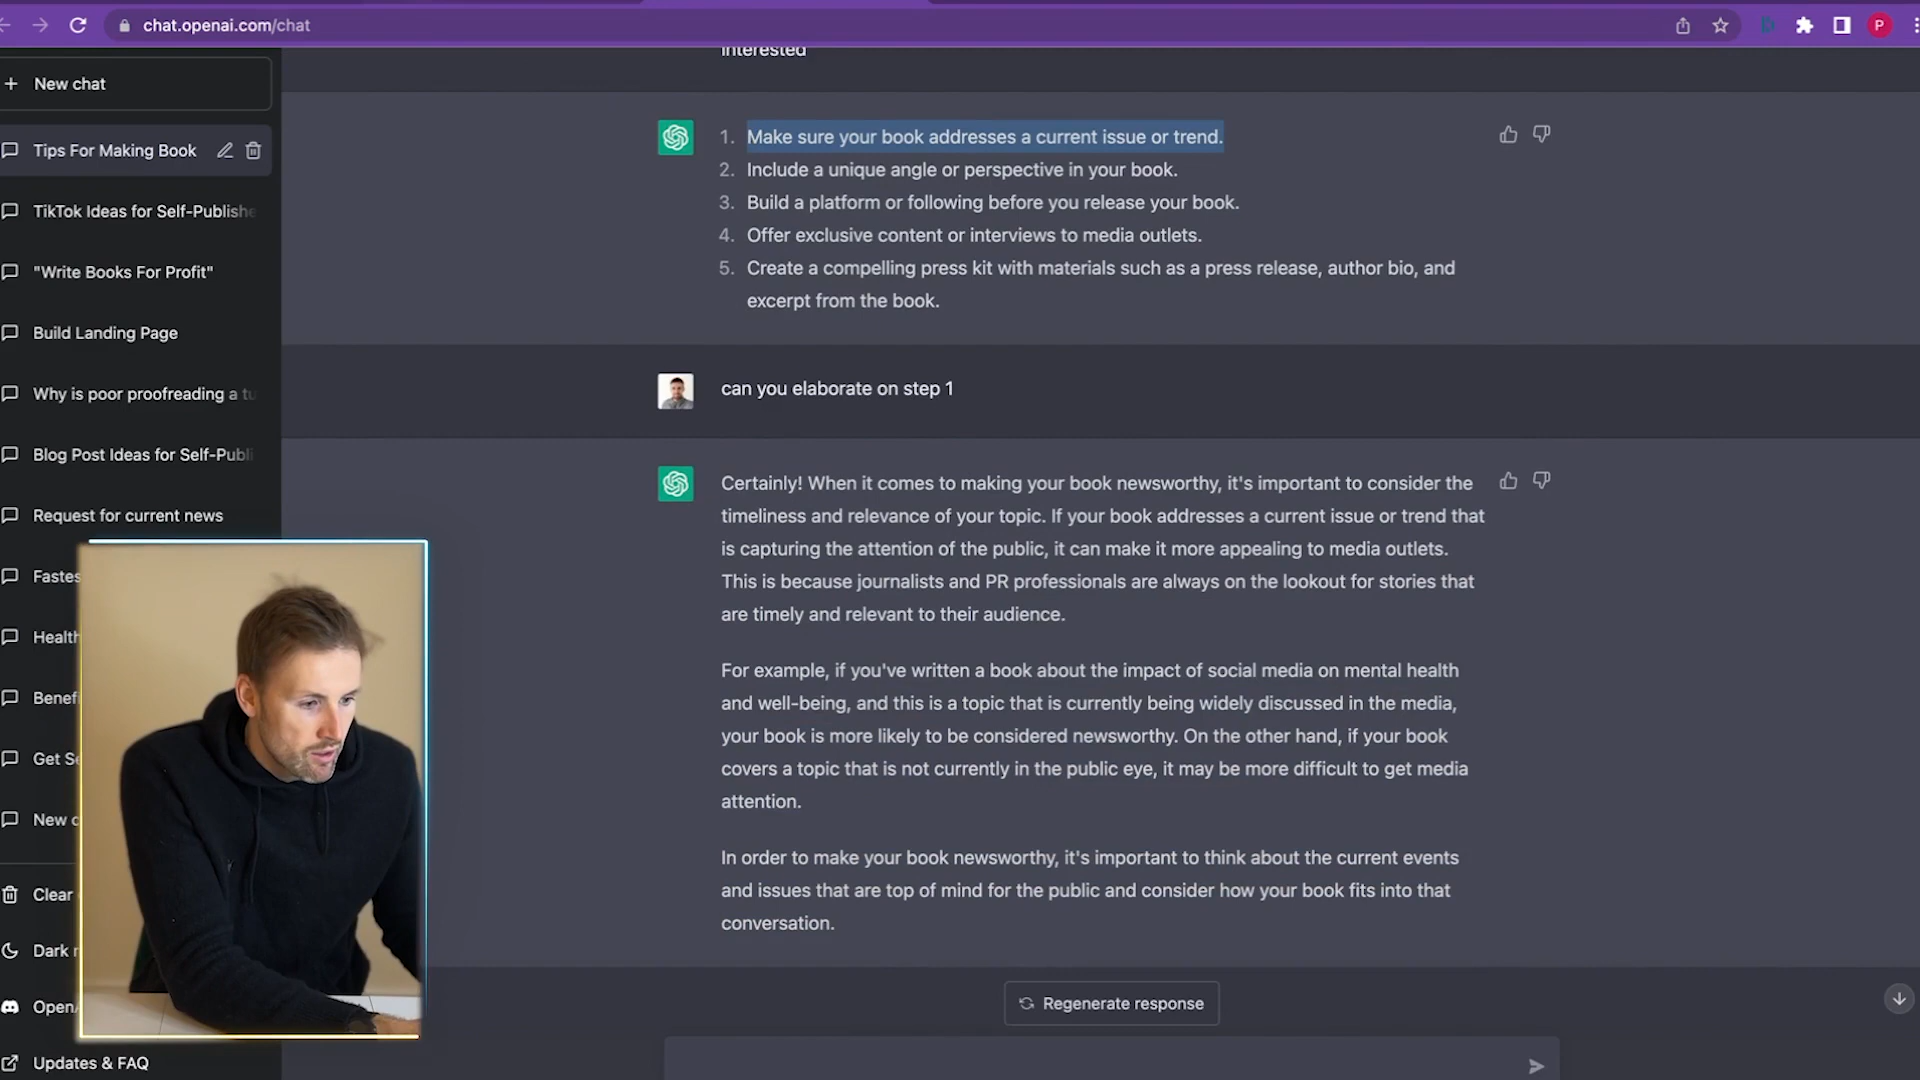 chat.openai.com/chat
P
New chat
Tips For Making Book
TikTok Ideas for Self-Publishe
"Write Books For Profit"
Build Landing Page
Why is poor proofreading a tu
Blog Post Ideas for Self-Publi
Request for current news
Fastes
Health
Benefi
Get Se
New c
Clear
Dark
Open
Updates & FAQ
interested
1. Make sure your book addresses a current issue or trend.
2. Include a unique angle or perspective in your book.
3. Build a platform or following before you release your book.
4. Offer exclusive content or interviews to media outlets.
5. Create a compelling press kit with materials such as a press release, author bio, and
excerpt from the book.
can you elaborate on step 1
Certainly! When it comes to making your book newsworthy, it's important to consider the
timeliness and relevance of your topic. If your book addresses a current issue or trend that
is capturing the attention of the public, it can make it more appealing to media outlets.
This is because journalists and PR professionals are always on the lookout for stories that
are timely and relevant to their audience.
For example, if you've written a book about the impact of social media on mental health
and well-being, and this is a topic that is currently being widely discussed in the media,
your book is more likely to be considered newsworthy. On the other hand, if your book
covers a topic that is not currently in the public eye, it may be more difficult to get media
attention.
In order to make your book newsworthy, it's important to think about the current events
and issues that are top of mind for the public and consider how your book fits into that
conversation.
Regenerate response